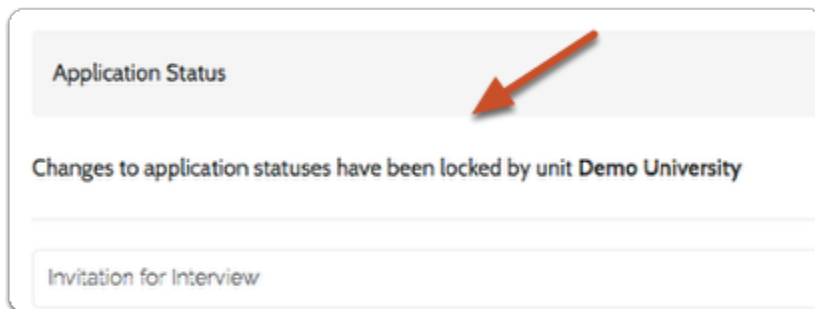 Application Status
Changes to application statuses have been locked by unit Demo University
Invitation for Interview